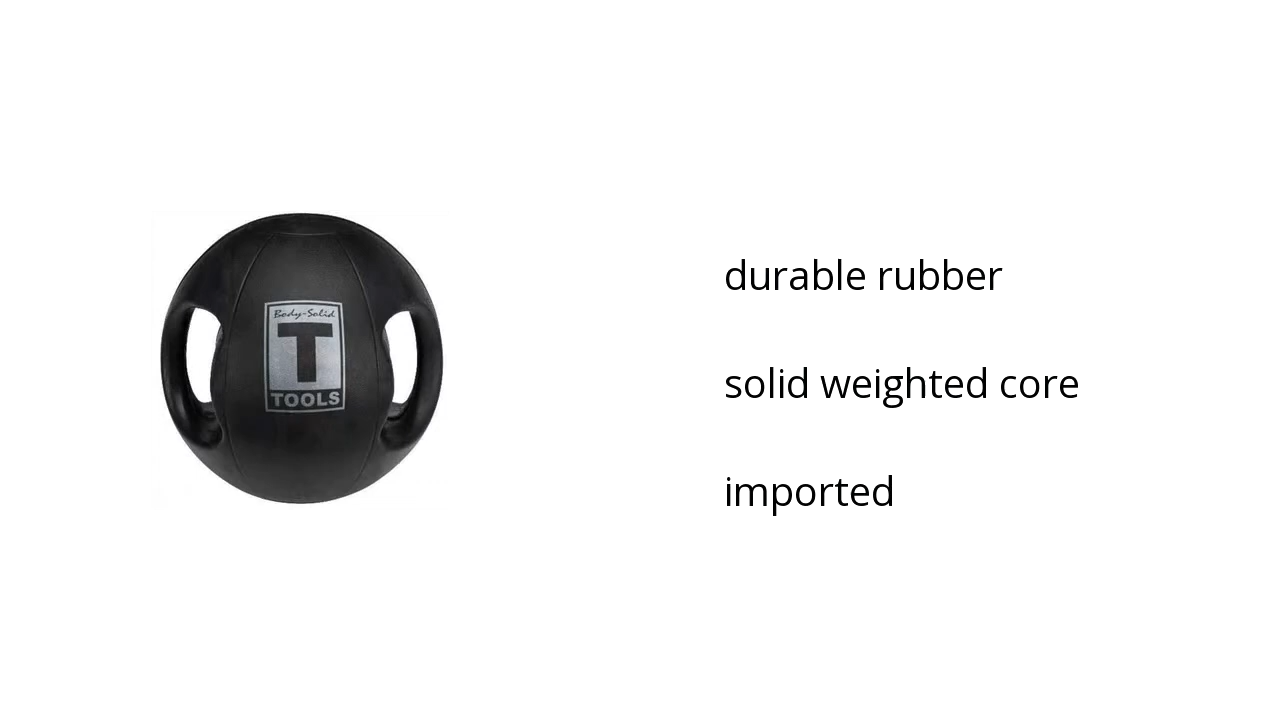 Body-Solid
T
TOOLS
durable rubber
solid weighted core
imported